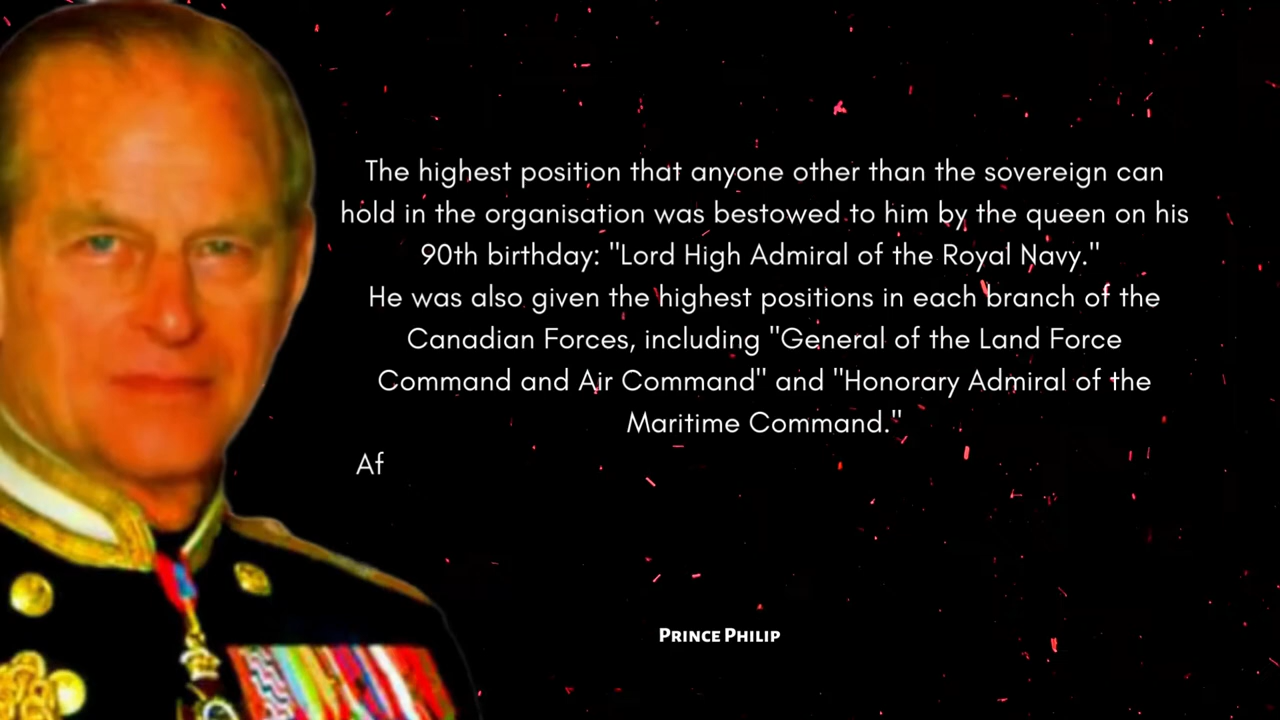 The highest position that anyone other than the sovereign can
hold in the organisation was bestowed to him by the queen on his
90th birthday: "Lord High Admiral of the Royal Navy."
He was also given the highest positions in each branch of the
Canadian Forces, including "General of the Land Force
Command and Air Command" and "Honorary Admiral of the
Maritime Command."
Af
Prince Philip